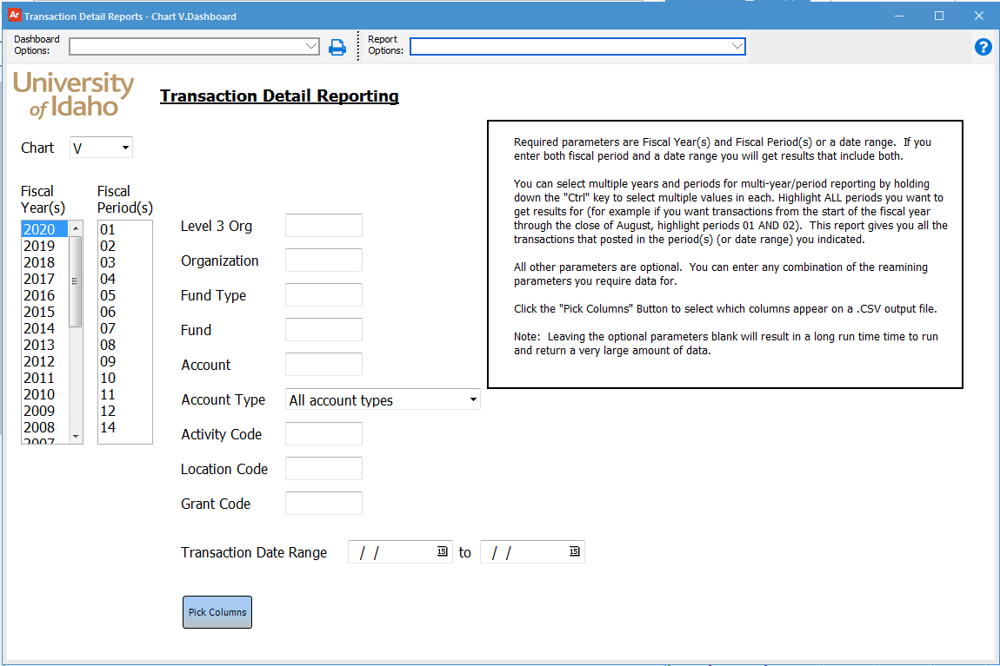 Ar Transaction Detail Reports - Chart V.Dashboard
Dashboard Options:
Report Options:
?
University
of Idaho
Transaction Detail Reporting
Chart V
Fiscal Year(s)
Fiscal Period(s)
2020
2019
2018
2017
2016
2015
2014
2013
2012
2011
2010
2009
2008
2007
01
02
03
04
05
06
07
08
09
10
11
12
14
Level 3 Org
Organization
Fund Type
Fund
Account
Account Type All account types
Activity Code
Location Code
Grant Code
Transaction Date Range / / 15 to / / 15
Pick Columns
Required parameters are Fiscal Year(s) and Fiscal Period(s) or a date range.  If you
enter both fiscal period and a date range you will get results that include both.
You can select multiple years and periods for multi-year/period reporting by holding
down the "Ctrl" key to select multiple values in each. Highlight ALL periods you want to
get results for (for example if you want transactions from the start of the fiscal year
through the close of August, highlight periods 01 AND 02).  This report gives you all the
transactions that posted in the period(s) (or date range) you indicated.
All other parameters are optional.  You can enter any combination of the reamining
parameters you require data for.
Click the "Pick Columns" Button to select which columns appear on a .CSV output file.
Note:  Leaving the optional parameters blank will result in a long run time time to run
and return a very large amount of data.